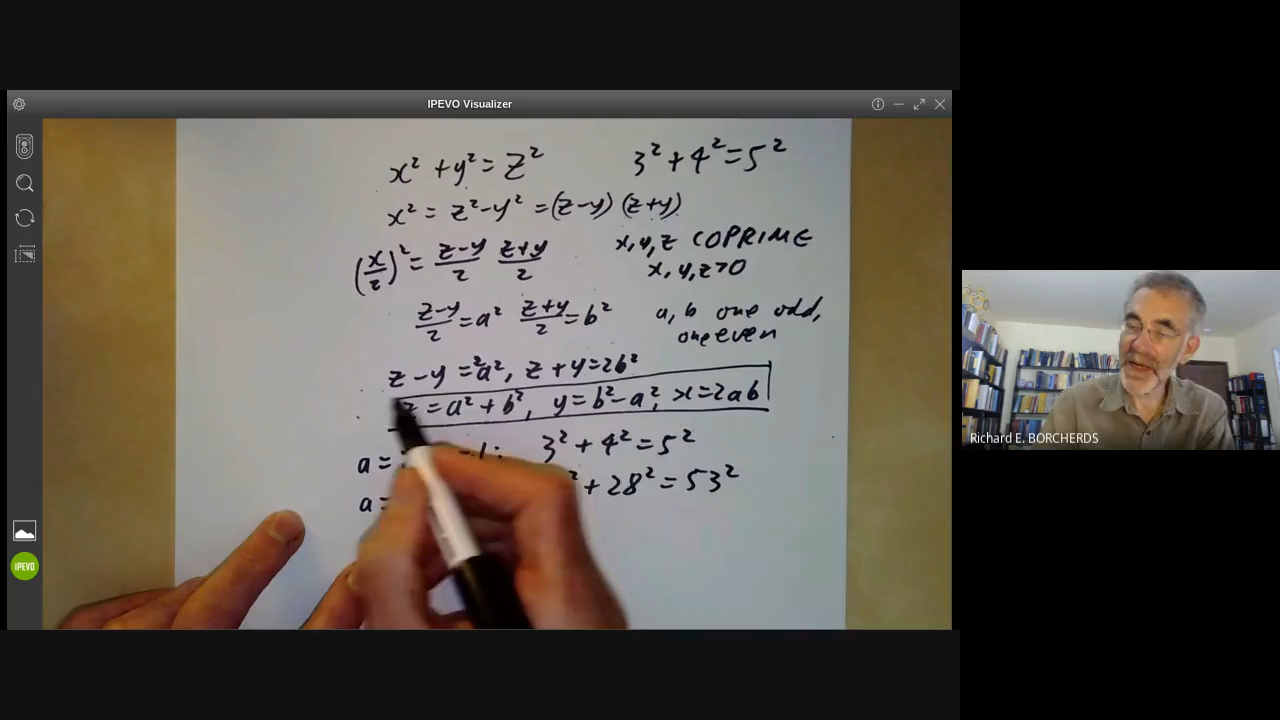 IPEVO Visualizer
x² + y² = z² 3² + 4² = 5²
x² = z² - y² = (z-y) (z+y)
x, y, z COPRIME
(x/2)² = z-y/2 z+y/2
x, y, z > 0
z-y/2 = a² z+y/2 = b² a, b one odd,
one even
z - y = 2a², z + y = 2b²
z = a² + b², y = b² - a², x = 2ab
a = 3² + 4² = 5²
a = ² + 28² = 53²
Richard E. BORCHERDS
IPEVO